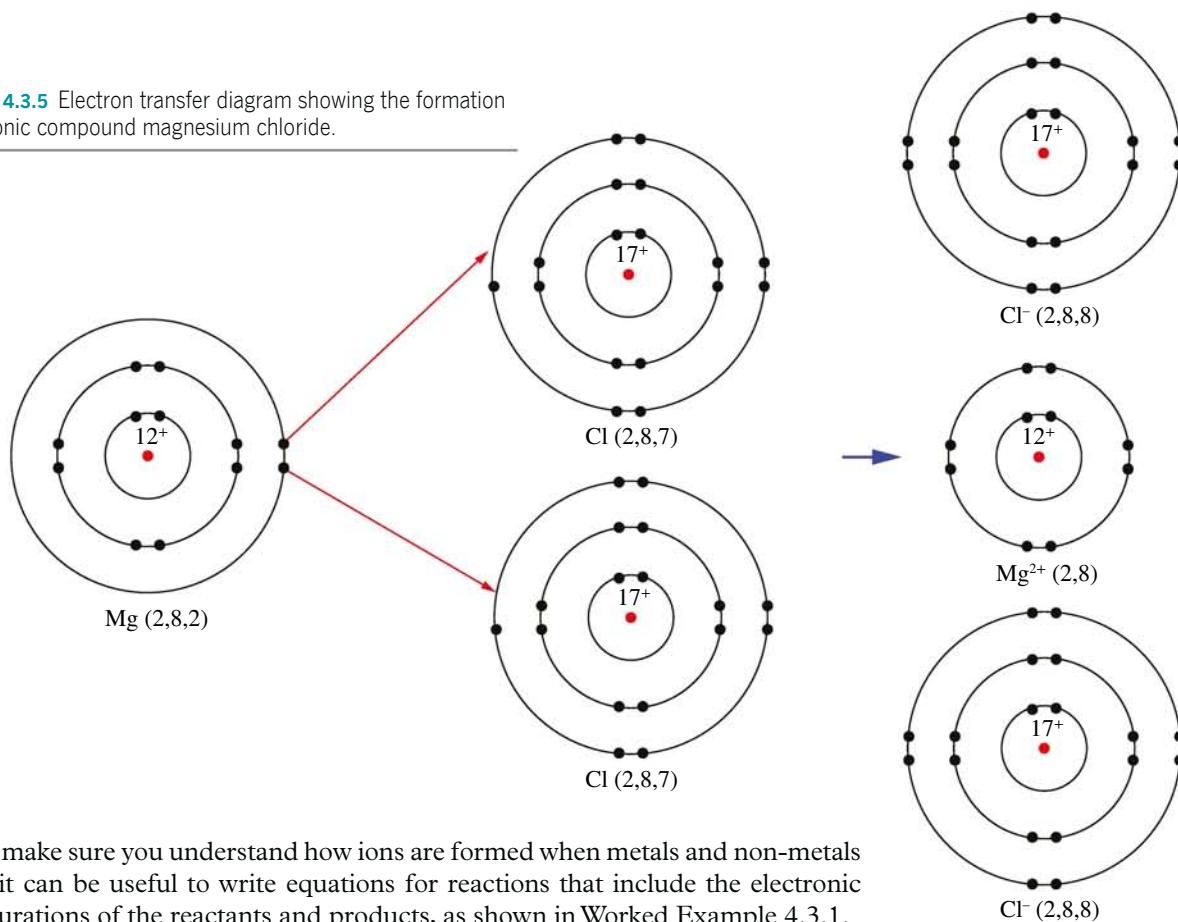 4.3.5 Electron transfer diagram showing the formation
onic compound magnesium chloride.
17+
Cl⁻ (2,8,8)
17+
Cl (2,8,7)
12+
Mg (2,8,2)
12+
Mg²⁺ (2,8)
17+
Cl (2,8,7)
17+
Cl⁻ (2,8,8)
make sure you understand how ions are formed when metals and non-metals
it can be useful to write equations for reactions that include the electronic
urations of the reactants and products, as shown in Worked Example 4.3.1.